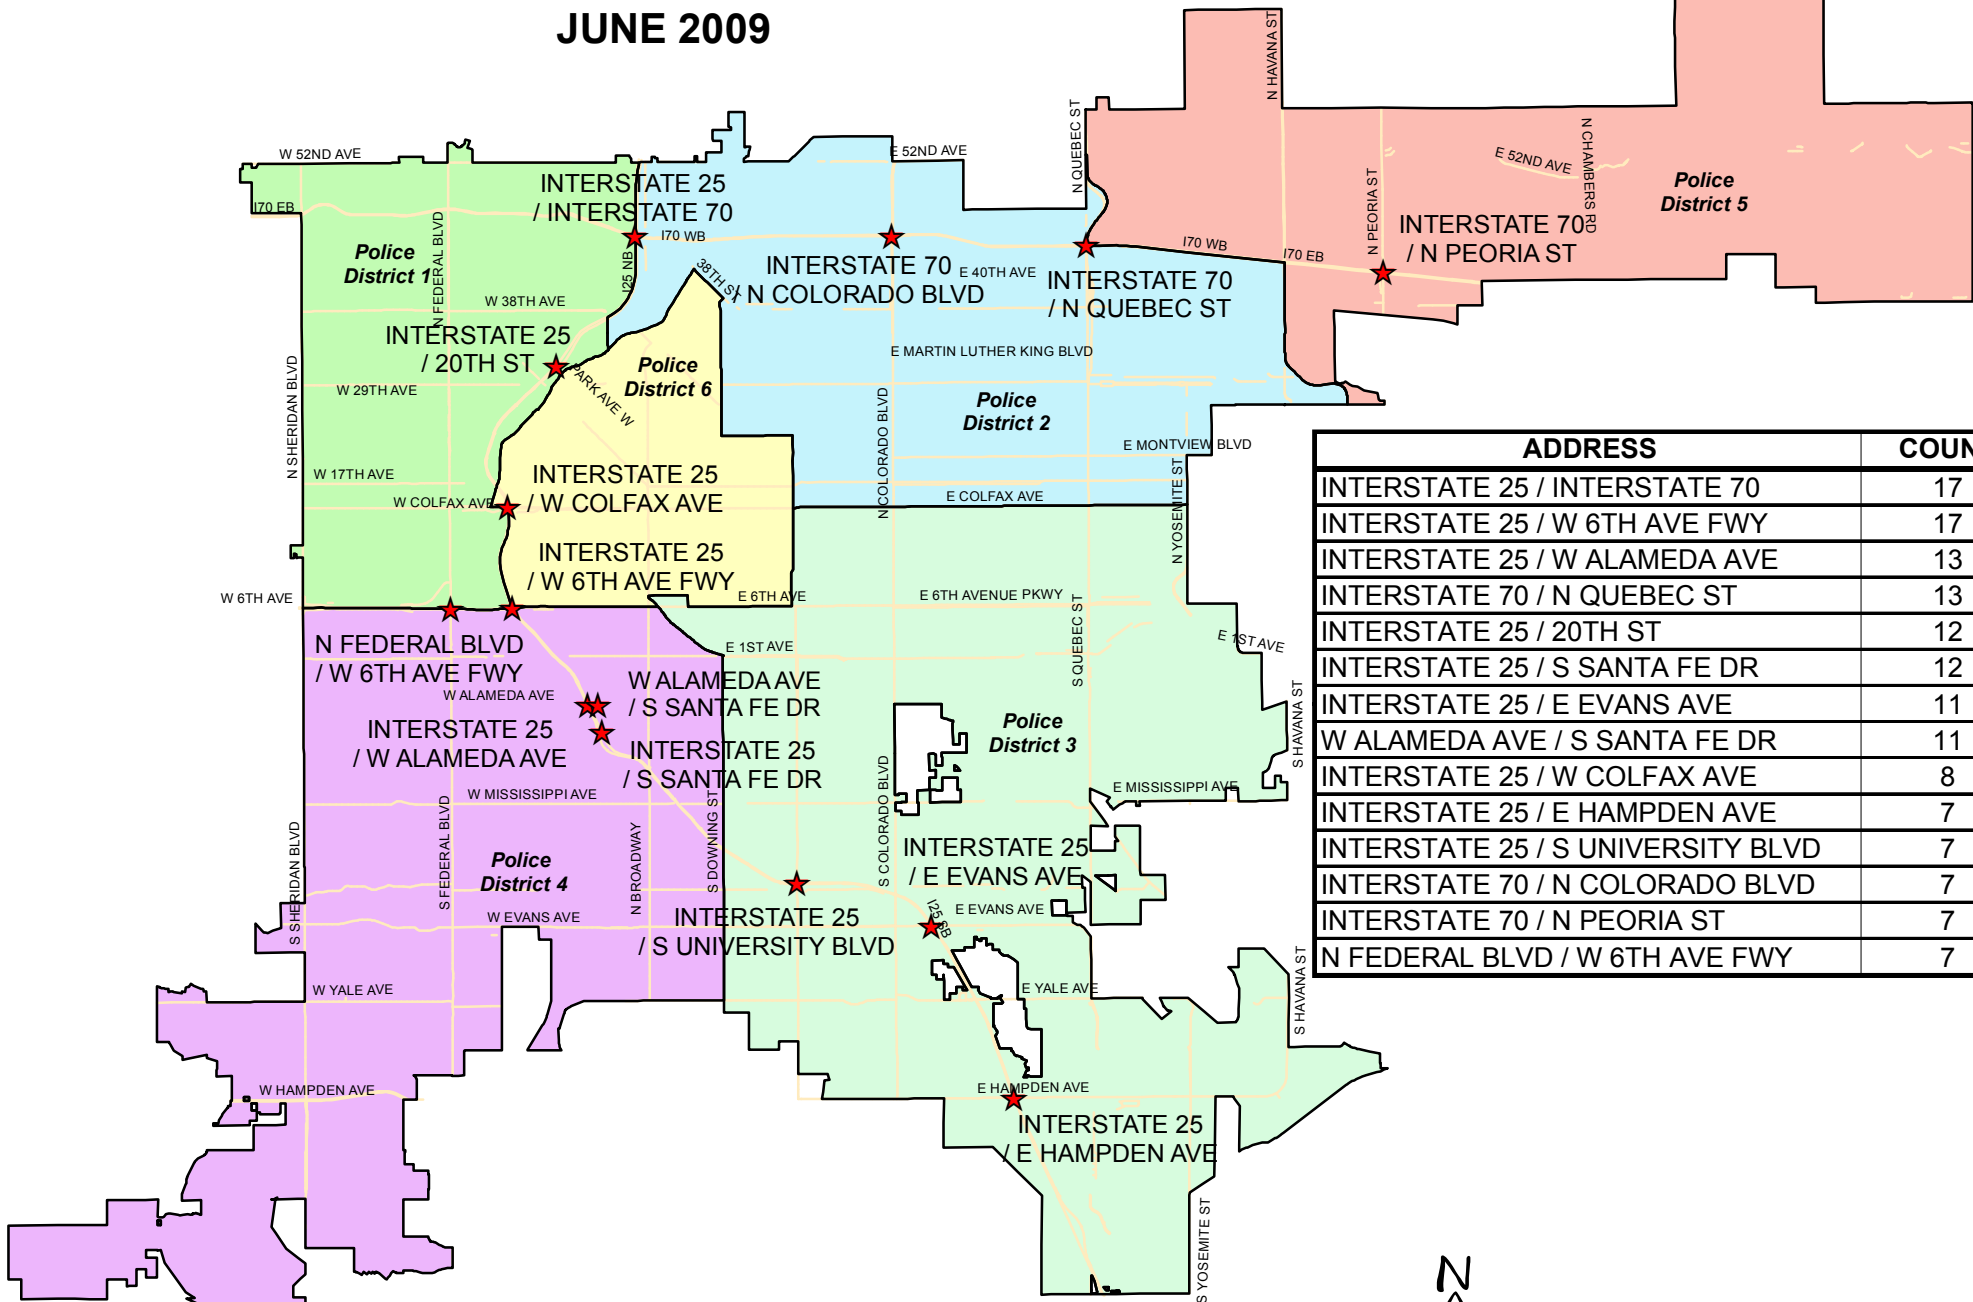 JUNE 2009
N HAVANA ST
W 52ND AVE
E 52ND AVE
N QUEBEC ST
N CHAMBERS RD
E 52ND AVE
Police
District 5
INTERSTATE 25
/ INTERSTATE 70
I70 EB
N FEDERAL BLVD
N PEORIA ST
INTERSTATE 70
/ N PEORIA ST
Police
District 1
I70 WB
I70 WB
I70 EB
I25 NB
38TH ST
INTERSTATE 70
/ N COLORADO BLVD
E 40TH AVE
INTERSTATE 70
/ N QUEBEC ST
W 38TH AVE
INTERSTATE 25
/ 20TH ST
E MARTIN LUTHER KING BLVD
Police
District 6
N SHERIDAN BLVD
W 29TH AVE
PARK AVE W
N COLORADO BLVD
Police
District 2
E MONTVIEW BLVD
W 17TH AVE
INTERSTATE 25
/ W COLFAX AVE
W COLFAX AVE
E COLFAX AVE
N YOSEMITE ST
INTERSTATE 25
/ W 6TH AVE FWY
W 6TH AVE
E 6TH AVE
E 6TH AVENUE PKWY
N FEDERAL BLVD
/ W 6TH AVE FWY
E 1ST AVE
S QUEBEC ST
E 1ST AVE
W ALAMEDA AVE
W ALAMEDA AVE
/ S SANTA FE DR
INTERSTATE 25
/ W ALAMEDA AVE
INTERSTATE 25
/ S SANTA FE DR
Police
District 3
S HAVANA ST
W MISSISSIPPI AVE
E MISSISSIPPI AVE
S SHERIDAN BLVD
S FEDERAL BLVD
Police
District 4
N BROADWAY
S DOWNING ST
S COLORADO BLVD
INTERSTATE 25
/ E EVANS AVE
W EVANS AVE
INTERSTATE 25
/ S UNIVERSITY BLVD
I25 SB
E EVANS AVE
W YALE AVE
E YALE AVE
S HAVANA ST
W HAMPDEN AVE
E HAMPDEN AVE
INTERSTATE 25
/ E HAMPDEN AVE
S YOSEMITE ST
ADDRESS COUN
INTERSTATE 25 / INTERSTATE 70 17
INTERSTATE 25 / W 6TH AVE FWY 17
INTERSTATE 25 / W ALAMEDA AVE 13
INTERSTATE 70 / N QUEBEC ST 13
INTERSTATE 25 / 20TH ST 12
INTERSTATE 25 / S SANTA FE DR 12
INTERSTATE 25 / E EVANS AVE 11
W ALAMEDA AVE / S SANTA FE DR 11
INTERSTATE 25 / W COLFAX AVE 8
INTERSTATE 25 / E HAMPDEN AVE 7
INTERSTATE 25 / S UNIVERSITY BLVD 7
INTERSTATE 70 / N COLORADO BLVD 7
INTERSTATE 70 / N PEORIA ST 7
N FEDERAL BLVD / W 6TH AVE FWY 7
N